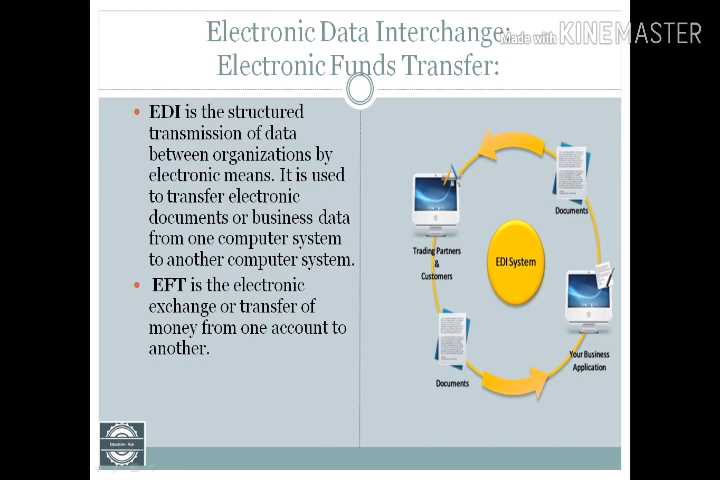 Electronic Data Interchange:
Electronic Funds Transfer:
Made with KINEMASTER
EDI is the structured
transmission of data
between organizations by
electronic means. It is used
to transfer electronic
documents or business data
from one computer system
to another computer system.
EFT is the electronic
exchange or transfer of
money from one account to
another.
Documents
Trading Partners
&
Customers
EDI System
Your Business
Application
Documents
Education Hub